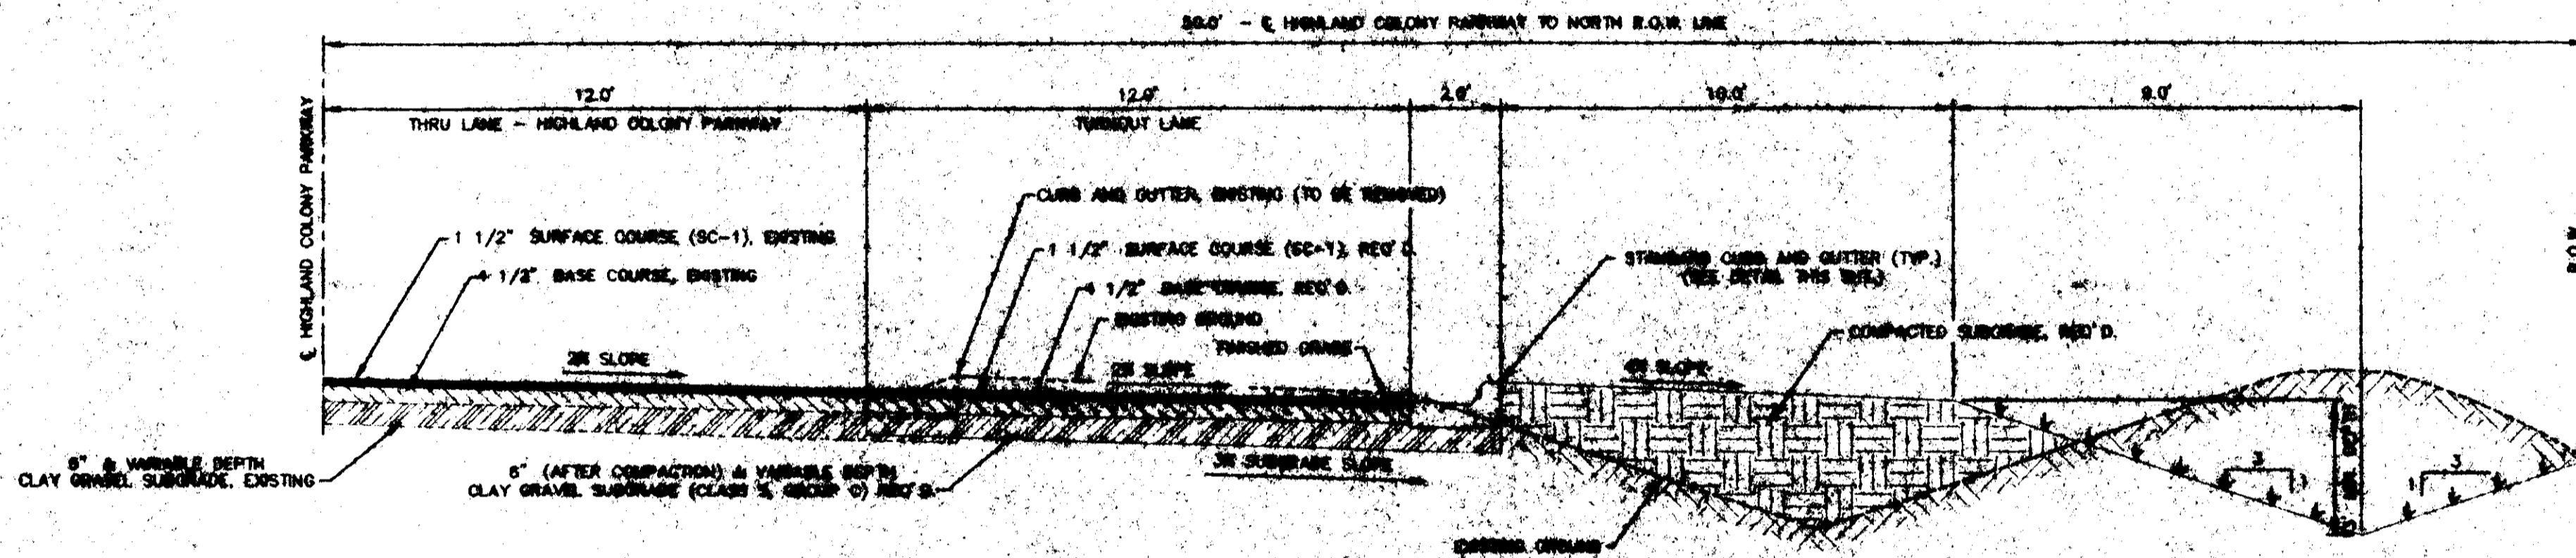 ℄ HIGHLAND COLONY PARKWAY TO NORTH R.O.W. LINE
12.0'
12.0'
2.0'
10.0'
9.0'
THRU LANE - HIGHLAND COLONY PARKWAY
TURNOUT LANE
℄ HIGHLAND COLONY PARKWAY
CURB AND GUTTER, EXISTING (TO BE REMOVED)
1 1/2" SURFACE COURSE (SC-1), EXISTING
1 1/2" SURFACE COURSE (SC-1), REQ'D.
4 1/2" BASE COURSE, EXISTING
4 1/2" BASE COURSE, REQ'D.
STANDARD CURB AND GUTTER (TYP.)
(SEE DETAIL THIS SHT.)
EXISTING GROUND
FINISHED GRADE
COMPACTED SUBGRADE, REQ'D.
2% SLOPE
2% SLOPE
SLOPE
R.O.W.
6" & VARIABLE DEPTH
CLAY GRAVEL SUBGRADE, EXISTING
6" (AFTER COMPACTION) & VARIABLE DEPTH
CLAY GRAVEL SUBGRADE (CLASS 5, GROUP C) REQ'D.
3% SUBGRADE SLOPE
3
1
3
1
EXISTING GROUND